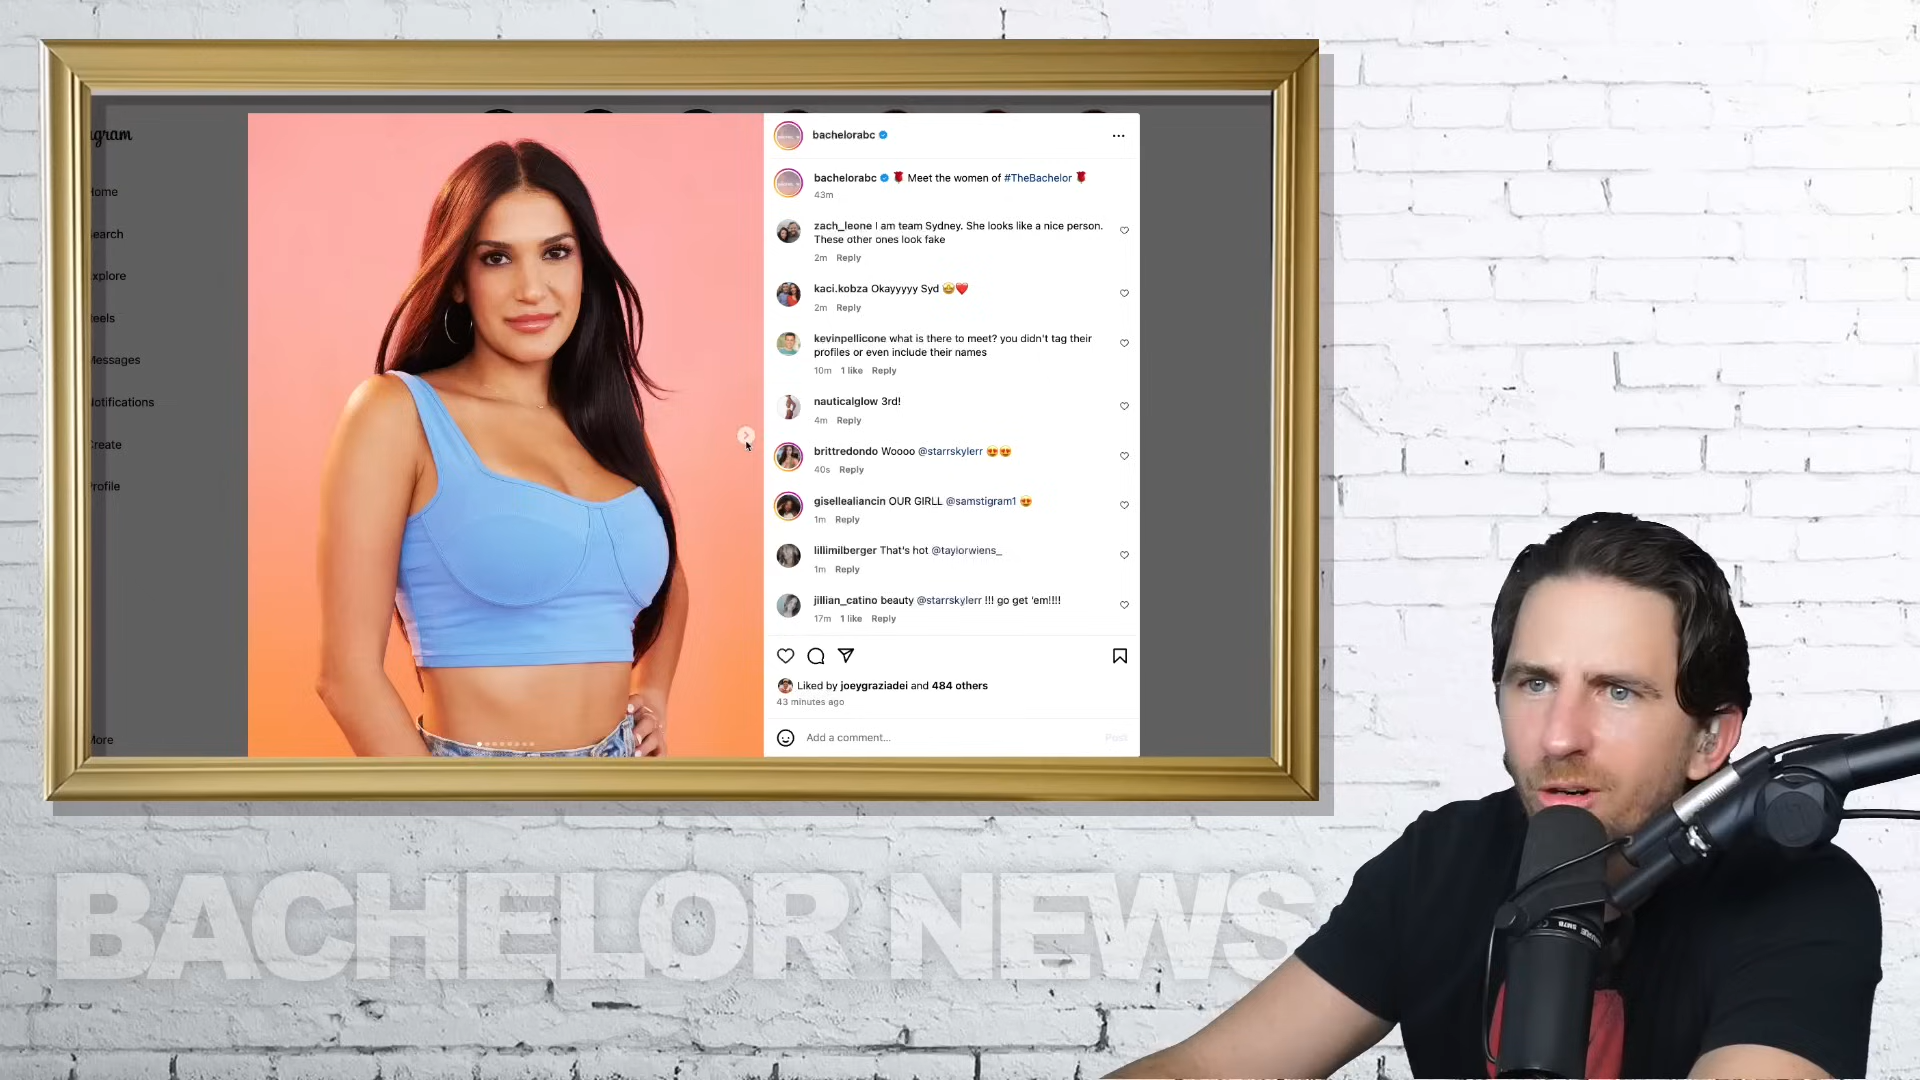 gram
Home
earch
xplore
eels
Messages
Notifications
Create
Profile
More
bachelorabc
bachelorabc 🌹 Meet the women of #TheBachelor 🌹
43m
zach_leone I am team Sydney. She looks like a nice person.
These other ones look fake
2m Reply
kaci.kobza Okayyyyy Syd 🤩❤️
2m Reply
kevinpellicone what is there to meet? you didn't tag their
profiles or even include their names
10m 1 like Reply
nauticalglow 3rd!
4m Reply
brittredondo Woooo @starrskylerr 😍😍
40s Reply
gisellealiancin OUR GIRLL @samstigram1 😍
1m Reply
lillimilberger That's hot @taylorwiens_
1m Reply
jillian_catino beauty @starrskylerr !!! go get 'em!!!!
17m 1 like Reply
Liked by joeygraziadei and 484 others
43 minutes ago
Add a comment...
Post
BACHELOR NEWS